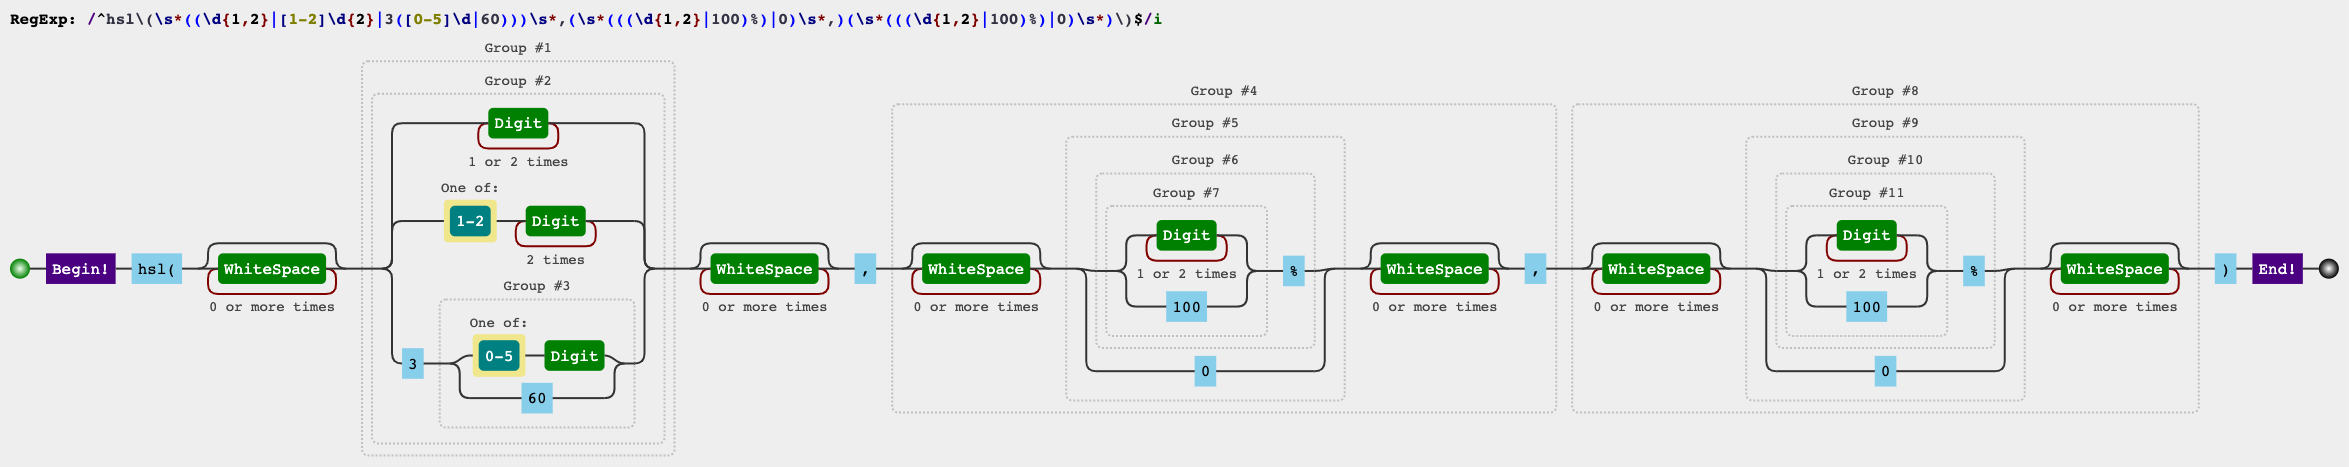 RegExp: /^hsl\(\s*((\d{1,2}|[1-2]\d{2}|3([0-5]\d|60)))\s*,(\s*(((\d{1,2}|100)%)|0)\s*,)(\s*(((\d{1,2}|100)%)|0)\s*)\)$/i
Begin!
hsl(
WhiteSpace
0 or more times
Group #1
Group #2
Digit
1 or 2 times
One of:
1-2
Digit
2 times
3
Group #3
One of:
0-5
Digit
60
WhiteSpace
0 or more times
,
Group #4
WhiteSpace
0 or more times
Group #5
Group #6
Group #7
Digit
1 or 2 times
100
%
0
WhiteSpace
0 or more times
,
Group #8
WhiteSpace
0 or more times
Group #9
Group #10
Group #11
Digit
1 or 2 times
100
%
0
WhiteSpace
0 or more times
)
End!